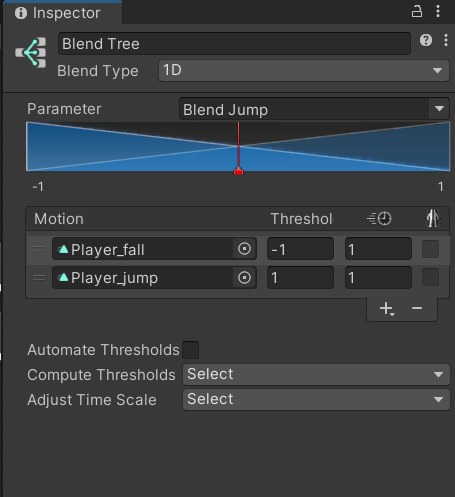 Inspector
Blend Tree
Blend Type 1D
Parameter Blend Jump
-1 1
Motion Threshol
Player_fall -1 1
Player_jump 1 1
+ −
Automate Thresholds
Compute Thresholds Select
Adjust Time Scale Select